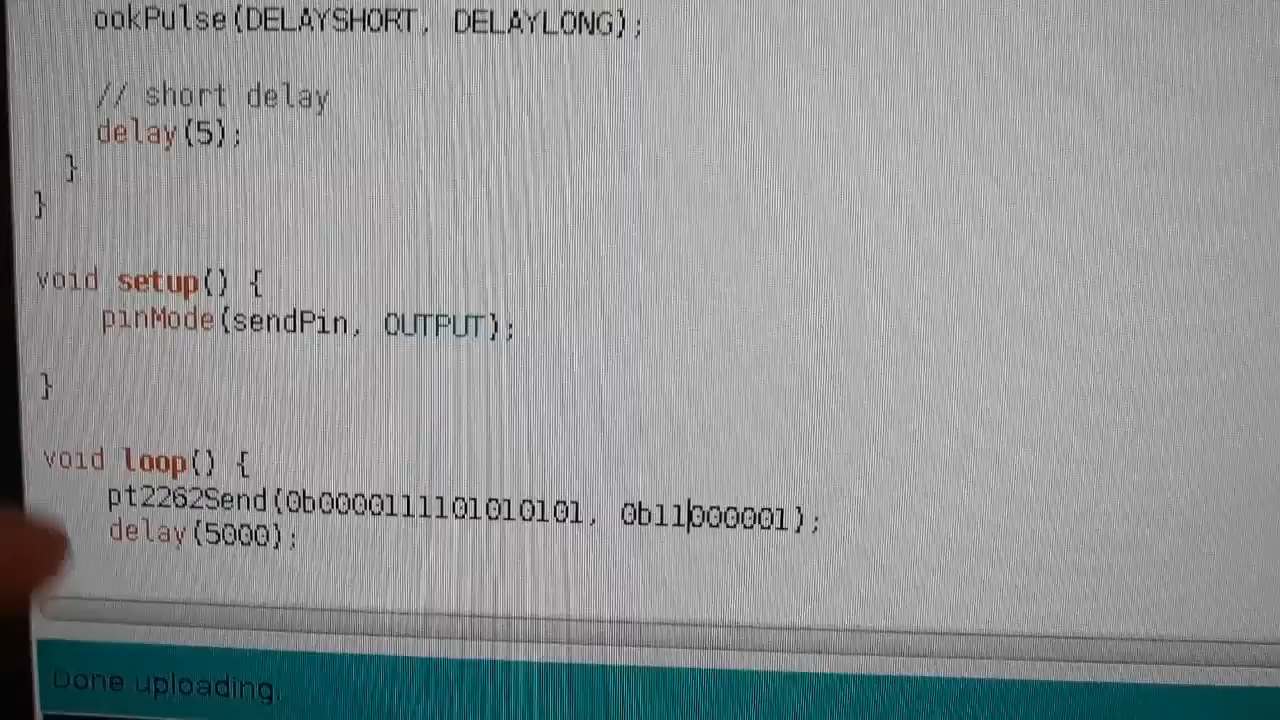 ookPulse(DELAYSHORT, DELAYLONG);
// short delay
delay(5);
}
}
void setup() {
pinMode(sendPin, OUTPUT);
}
void loop() {
pt2262Send(0b0000111101010101, 0b11000001);
delay(5000);
Done uploading.